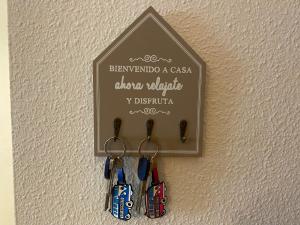 BIENVENIDO A CASA
ahora relajate
Y DISFRUTA